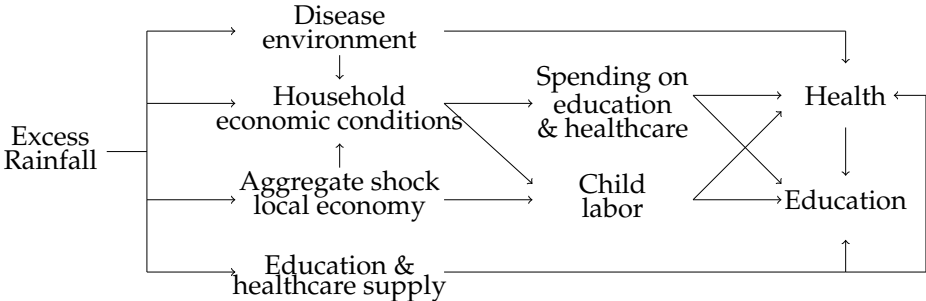 Disease
environment
Household
economic conditions
Spending on
education
& healthcare
Health
Excess
Rainfall
Aggregate shock
local economy
Child
labor
Education
Education &
healthcare supply